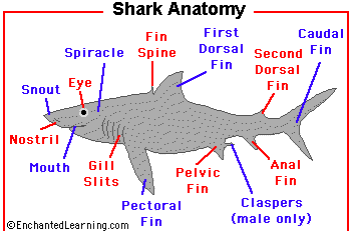 Shark Anatomy
Fin
Spine
First
Dorsal
Fin
Caudal
Fin
Spiracle
Second
Dorsal
Fin
Eye
Snout
Nostril
Mouth
Gill
Slits
Pectoral
Fin
Pelvic
Fin
Claspers
(male only)
Anal
Fin
©EnchantedLearning.com